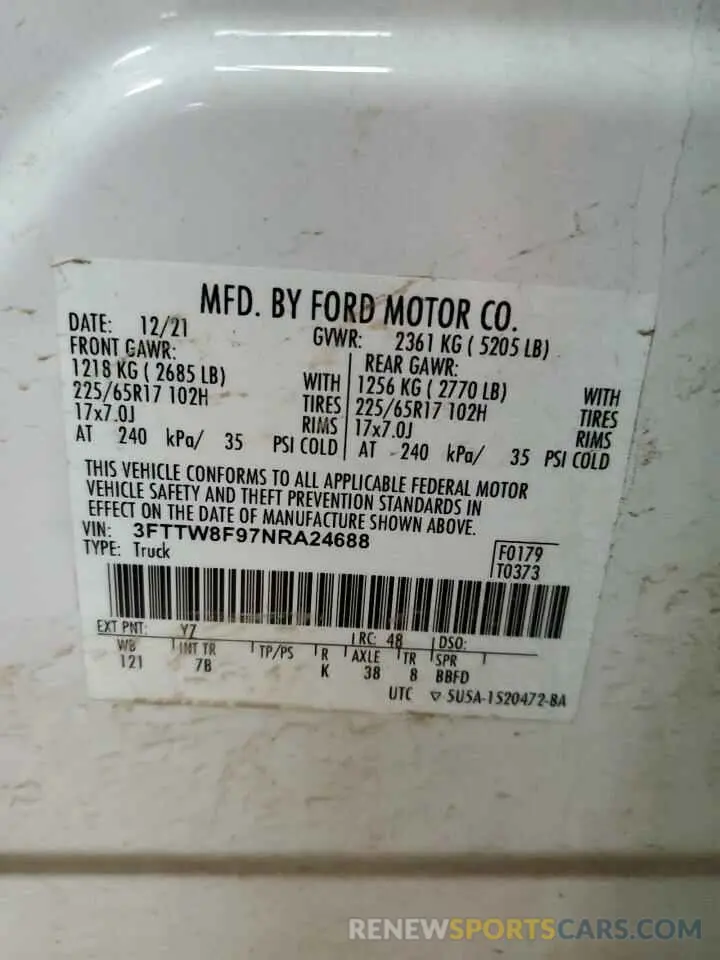 MFD. BY FORD MOTOR CO.
DATE: 12/21 GVWR: 2361 KG ( 5205 LB)
FRONT GAWR: REAR GAWR:
1218 KG ( 2685 LB) WITH 1256 KG ( 2770 LB) WITH
225/65R17 102H TIRES 225/65R17 102H TIRES
17x7.0J RIMS 17x7.0J RIMS
AT 240 kPa/ 35 PSI COLD AT 240 kPa/ 35 PSI COLD
THIS VEHICLE CONFORMS TO ALL APPLICABLE FEDERAL MOTOR
VEHICLE SAFETY AND THEFT PREVENTION STANDARDS IN
EFFECT ON THE DATE OF MANUFACTURE SHOWN ABOVE.
VIN: 3FTTW8F97NRA24688
TYPE: Truck F0179
T0373
EXT PNT: YZ RC: 48 DSO:
WB INT TR TP/PS R AXLE TR SPR
121 7B K 38 8 BBFD
UTC ▽ 5U5A-1520472-BA
RENEWSPORTSCARS.COM